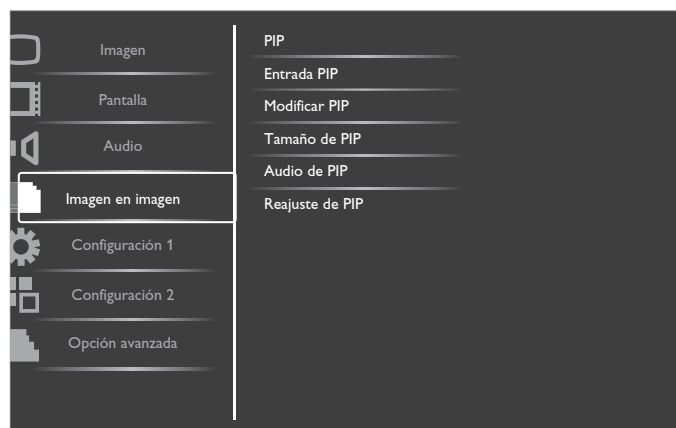 Imagen
Pantalla
Audio
Imagen en imagen
Configuración 1
Configuración 2
Opción avanzada
PIP
Entrada PIP
Modificar PIP
Tamaño de PIP
Audio de PIP
Reajuste de PIP